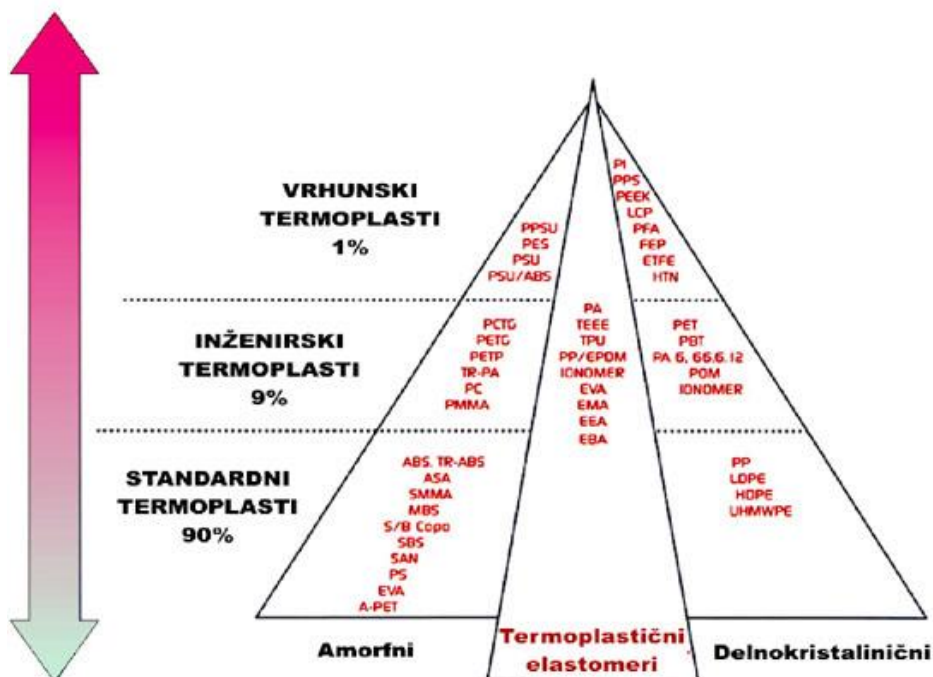 VRHUNSKI
TERMOPLASTI
1%
PPSU
PES
PSU
PSU/ABS
PI
PPS
PEEK
LCP
PFA
FEP
ETFE
HTN
INŽENIRSKI
TERMOPLASTI
9%
PCTG
PETG
PETP
TR-PA
PC
PMMA
PA
TEEE
TPU
PP/EPDM
IONOMER
EVA
EMA
EEA
EBA
PET
PBT
PA 6, 66,6,12
POM
IONOMER
STANDARDNI
TERMOPLASTI
90%
ABS, TR-ABS
ASA
SMMA
MBS
S/B Copo
SBS
SAN
PS
EVA
A-PET
PP
LDPE
HDPE
UHMWPE
Amorfni
Termoplastični
elastomeri
Delnokristalinični